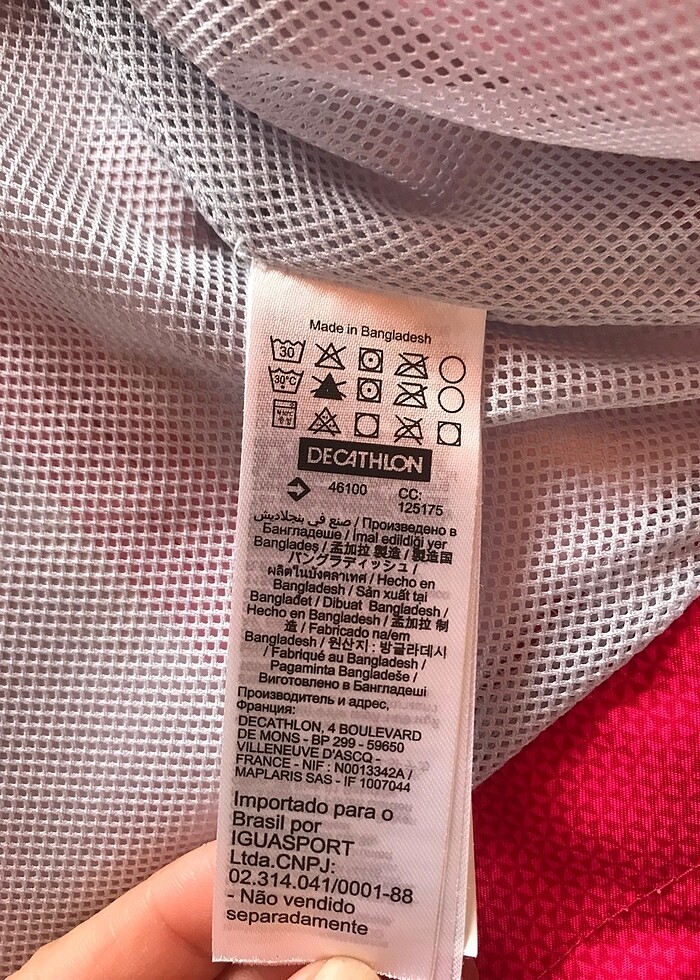 Made in Bangladesh
30
30°C
DECATHLON
46100 CC:
125175
صنع في بنجلاديش / Произведено в
Бангладеше / İmal edildiği yer
Bangladeş / 孟加拉 製造 / 製造国
バングラディッシュ /
ผลิตในบังคลาเทศ / Hecho en
Bangladesh / Sản xuất tại
Banglađet / Dibuat Bangladesh /
Hecho en Bangladesh / 孟加拉 制
造 / Fabricado na/em
Bangladesh / 원산지 : 방글라데시
/ Fabriqué au Bangladesh /
Pagaminta Bangladeše /
Виготовлено в Бангладеші
Производитель и адрес,
Франция:
DECATHLON, 4 BOULEVARD
DE MONS - BP 299 - 59650
VILLENEUVE D'ASCQ -
FRANCE - NIF : N0013342A /
MAPLARIS SAS - IF 1007044
Importado para o
Brasil por
IGUASPORT
Ltda.CNPJ:
02.314.041/0001-88
- Não vendido
separadamente